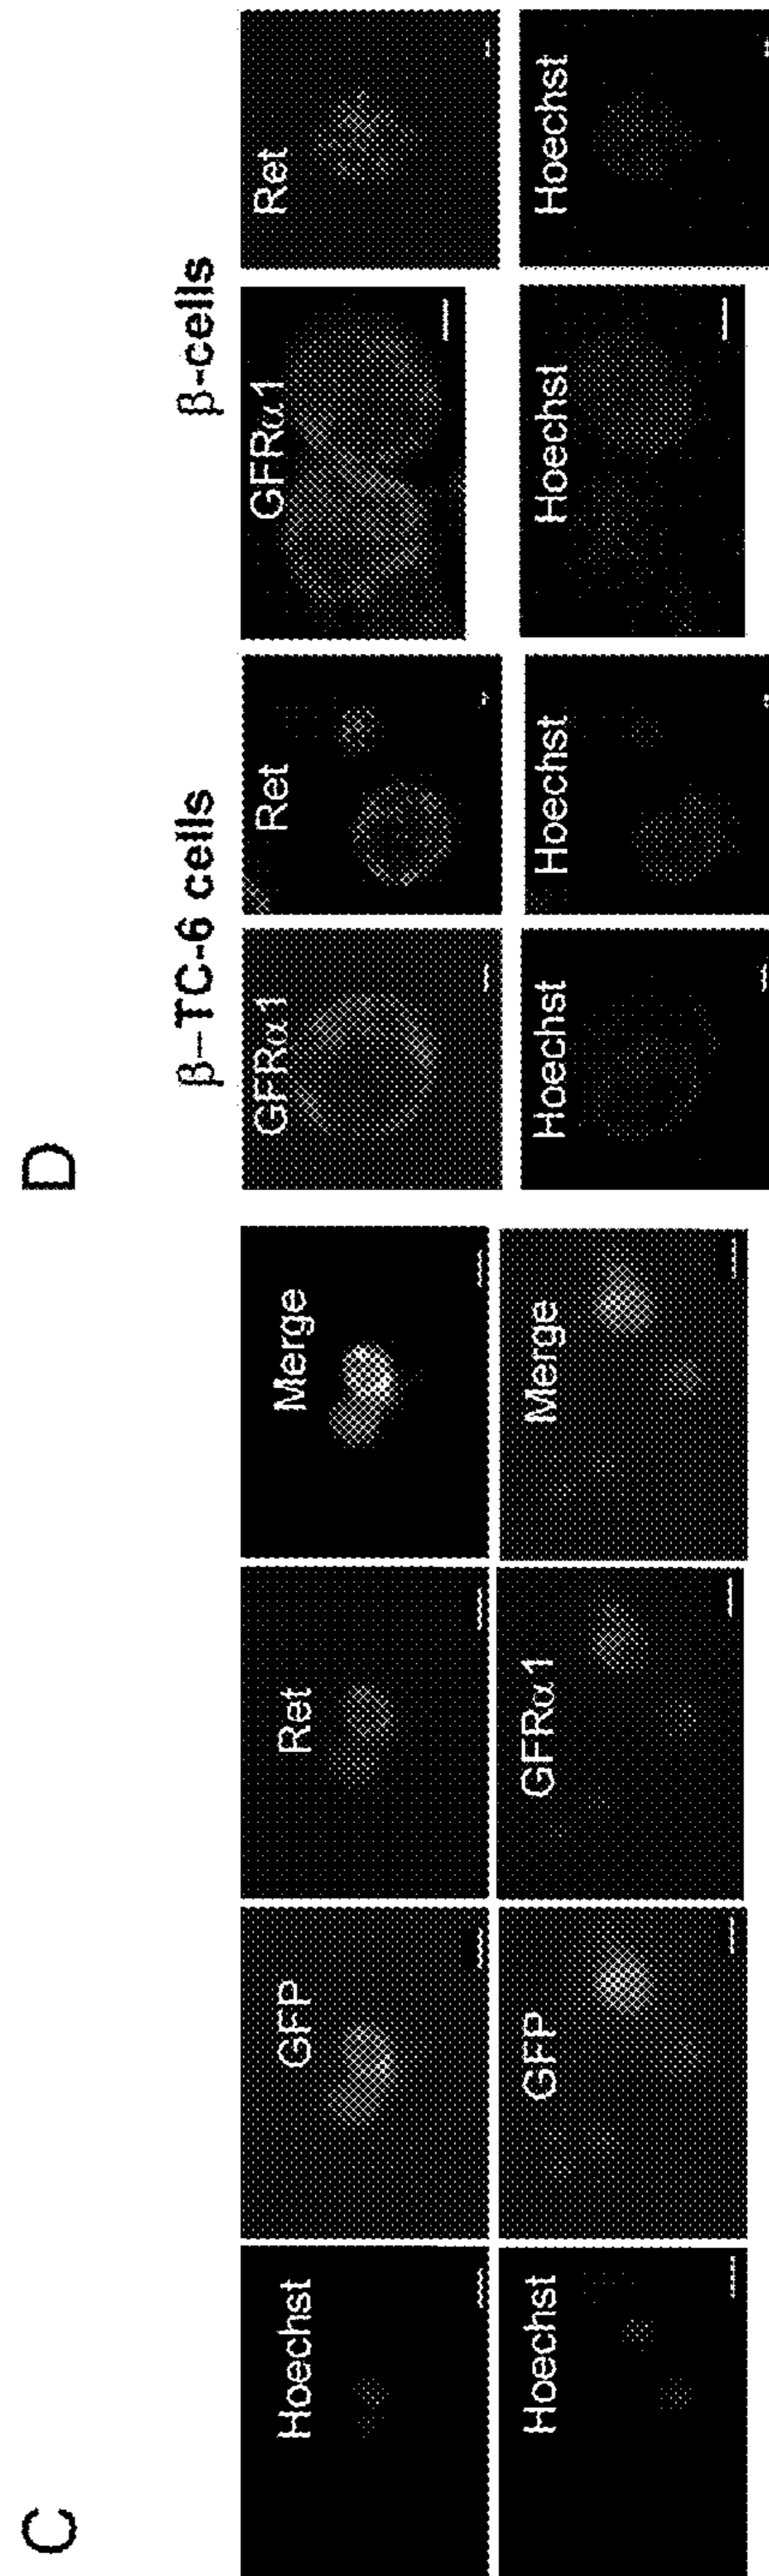 C
Hoechst GFP Ret Merge
Hoechst GFP GFRα1 Merge
D
β–TC-6 cells β-cells
GFRα1 Ret GFRα1 Ret
Hoechst Hoechst Hoechst Hoechst